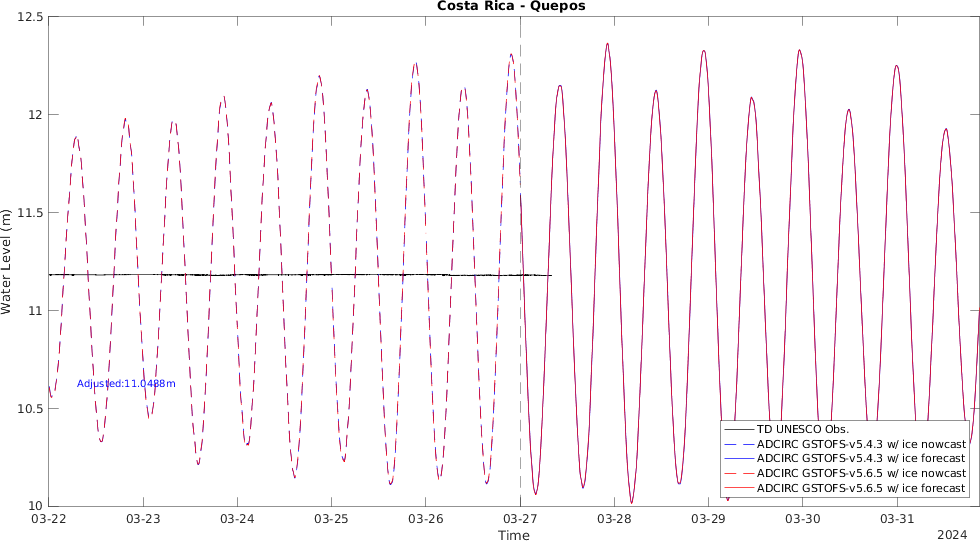 Costa Rica - Quepos
12.5
12
11.5
11
10.5
10
Water Level (m)
Adjusted:11.0488m
TD UNESCO Obs.
ADCIRC GSTOFS-v5.4.3 w/ ice nowcast
ADCIRC GSTOFS-v5.4.3 w/ ice forecast
ADCIRC GSTOFS-v5.6.5 w/ ice nowcast
ADCIRC GSTOFS-v5.6.5 w/ ice forecast
03-22 03-23 03-24 03-25 03-26 03-27 03-28 03-29 03-30 03-31
Time
2024